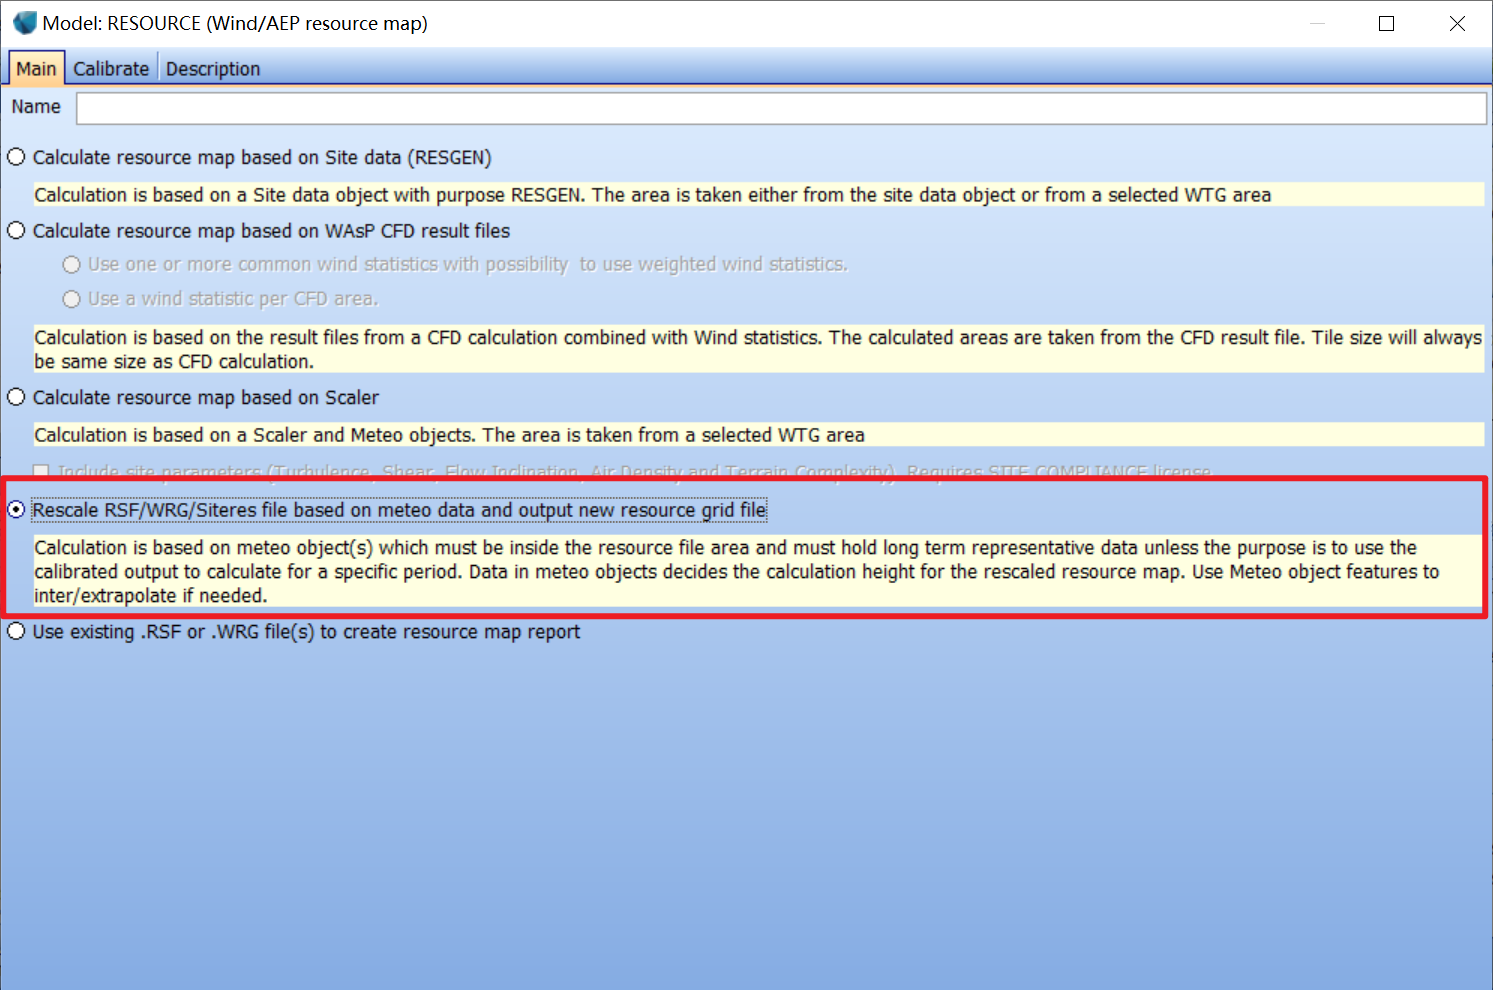 Model: RESOURCE (Wind/AEP resource map)
Main Calibrate Description
Name
Calculate resource map based on Site data (RESGEN)
Calculation is based on a Site data object with purpose RESGEN. The area is taken either from the site data object or from a selected WTG area
Calculate resource map based on WAsP CFD result files
Use one or more common wind statistics with possibility  to use weighted wind statistics.
Use a wind statistic per CFD area.
Calculation is based on the result files from a CFD calculation combined with Wind statistics. The calculated areas are taken from the CFD result file. Tile size will always
be same size as CFD calculation.
Calculate resource map based on Scaler
Calculation is based on a Scaler and Meteo objects. The area is taken from a selected WTG area
Include site parameters (Turbulence, Shear, Flow Inclination, Air Density and Terrain Complexity). Requires SITE COMPLIANCE license
Rescale RSF/WRG/Siteres file based on meteo data and output new resource grid file
Calculation is based on meteo object(s) which must be inside the resource file area and must hold long term representative data unless the purpose is to use the
calibrated output to calculate for a specific period. Data in meteo objects decides the calculation height for the rescaled resource map. Use Meteo object features to
inter/extrapolate if needed.
Use existing .RSF or .WRG file(s) to create resource map report